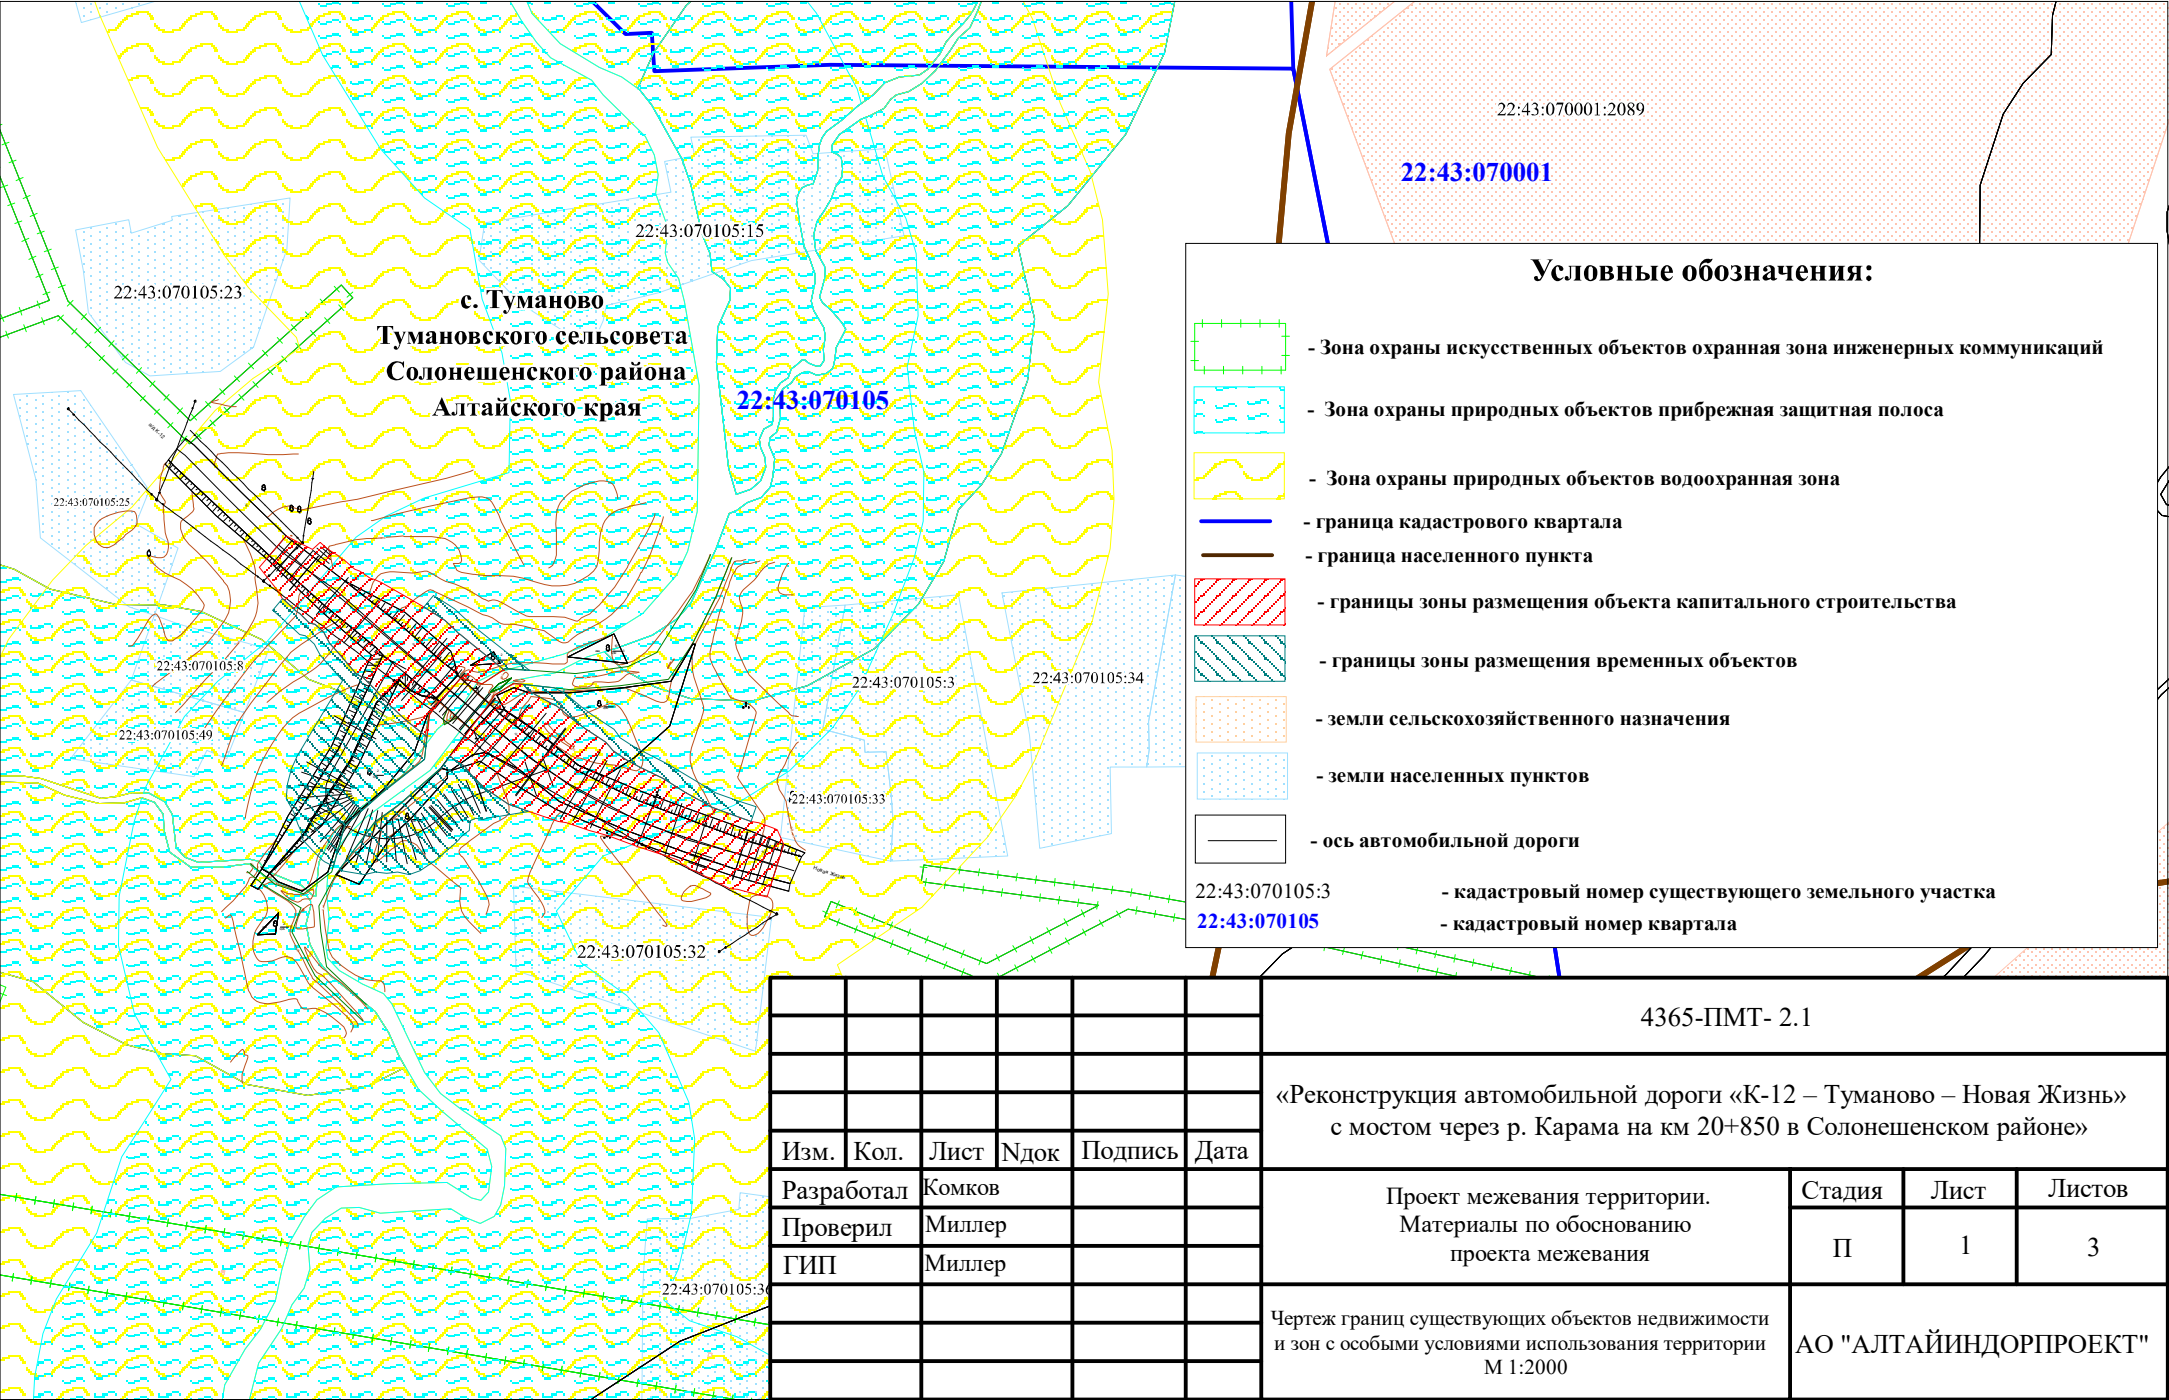 22:43:070001:2089
22:43:070001
22:43:070105:15
22:43:070105:23
с. Туманово
Тумановского сельсовета
Солонешенского района
Алтайского края
22:43:070105
22:43:070105:25
22:43:070105:8
22:43:070105:49
22:43:070105:3
22:43:070105:34
22:43:070105:33
Новая Жизнь
22:43:070105:32
22:43:070105:36
Условные обозначения:
- Зона охраны искусственных объектов охранная зона инженерных коммуникаций
- Зона охраны природных объектов прибрежная защитная полоса
- Зона охраны природных объектов водоохранная зона
- граница кадастрового квартала
- граница населенного пункта
- границы зоны размещения объекта капитального строительства
- границы зоны размещения временных объектов
- земли сельскохозяйственного назначения
- земли населенных пунктов
- ось автомобильной дороги
22:43:070105:3 - кадастровый номер существующего земельного участка
22:43:070105 - кадастровый номер квартала
4365-ПМТ- 2.1
«Реконструкция автомобильной дороги «К-12 – Туманово – Новая Жизнь»
с мостом через р. Карама на км 20+850 в Солонешенском районе»
Изм. Кол. Лист Nдок Подпись Дата
Разработал Комков
Проверил Миллер
ГИП Миллер
Проект межевания территории.
Материалы по обоснованию
проекта межевания
Стадия Лист Листов
П 1 3
Чертеж границ существующих объектов недвижимости
и зон с особыми условиями использования территории
М 1:2000
АО "АЛТАЙИНДОРПРОЕКТ"